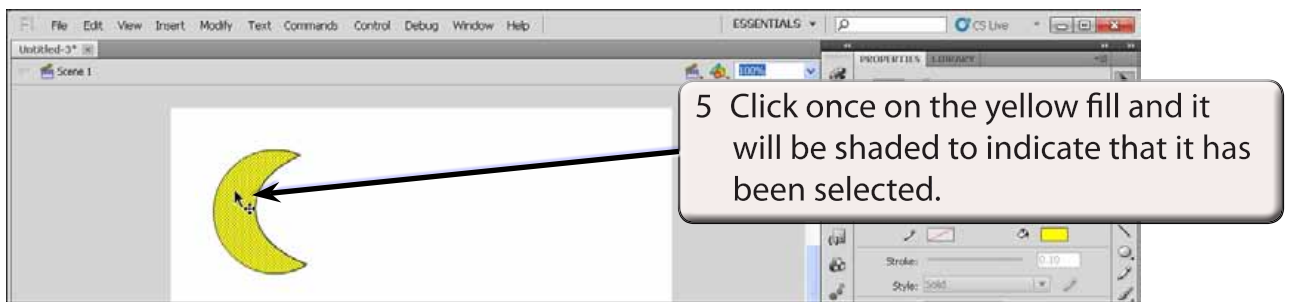 Fl File Edit View Insert Modify Text Commands Control Debug Window Help ESSENTIALS CS Live
Untitled-3*
Scene 1
100%
PROPERTIES LIBRARY
5 Click once on the yellow fill and it
will be shaded to indicate that it has
been selected.
Stroke: 0.10
Style: Solid